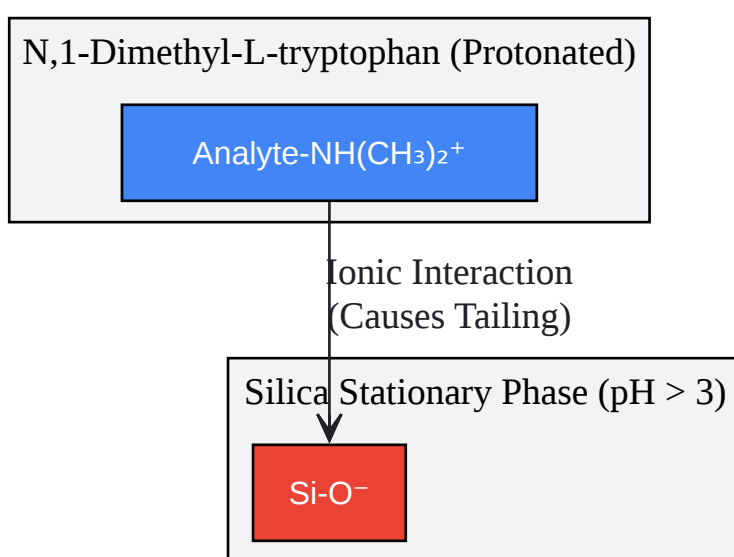 N,1-Dimethyl-L-tryptophan (Protonated)
Analyte-NH(CH₃)₂⁺
Ionic Interaction
(Causes Tailing)
Silica Stationary Phase (pH > 3)
Si-O⁻